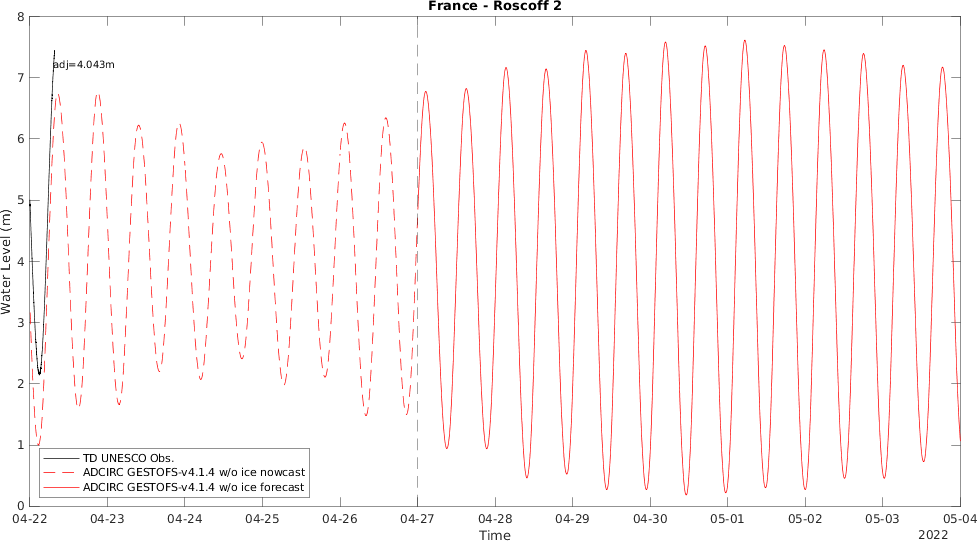 France - Roscoff 2
8
7
6
5
4
3
2
1
0
Water Level (m)
adj=4.043m
TD UNESCO Obs.
ADCIRC GESTOFS-v4.1.4 w/o ice nowcast
ADCIRC GESTOFS-v4.1.4 w/o ice forecast
04-22 04-23 04-24 04-25 04-26 04-27 04-28 04-29 04-30 05-01 05-02 05-03 05-04
Time
2022